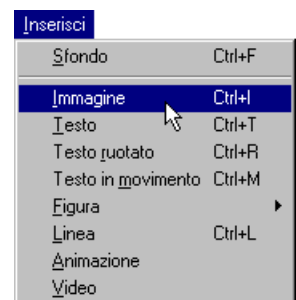 Inserisci
Sfondo Ctrl+F
Immagine Ctrl+I
Testo Ctrl+T
Testo ruotato Ctrl+R
Testo in movimento Ctrl+M
Figura
Linea Ctrl+L
Animazione
Video